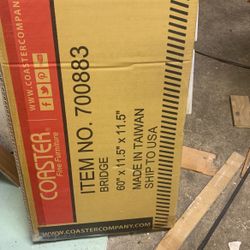 WWW.COASTERCOMPANY
COASTER
Fine Furniture
ITEM NO. 700883
BRIDGE
60" x 11.5" x 11.5"
MADE IN TAIWAN
SHIP TO USA
WWW.COASTERCOMPANY.COM